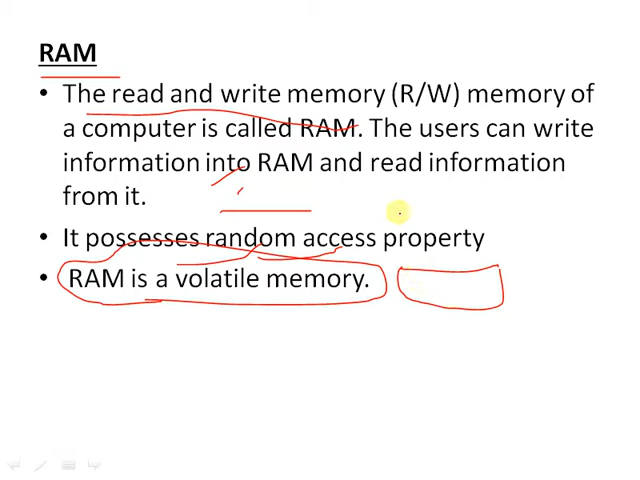 RAM
• The read and write memory (R/W) memory of
a computer is called RAM. The users can write
information into RAM and read information
from it.
• It possesses random access property
• RAM is a volatile memory.